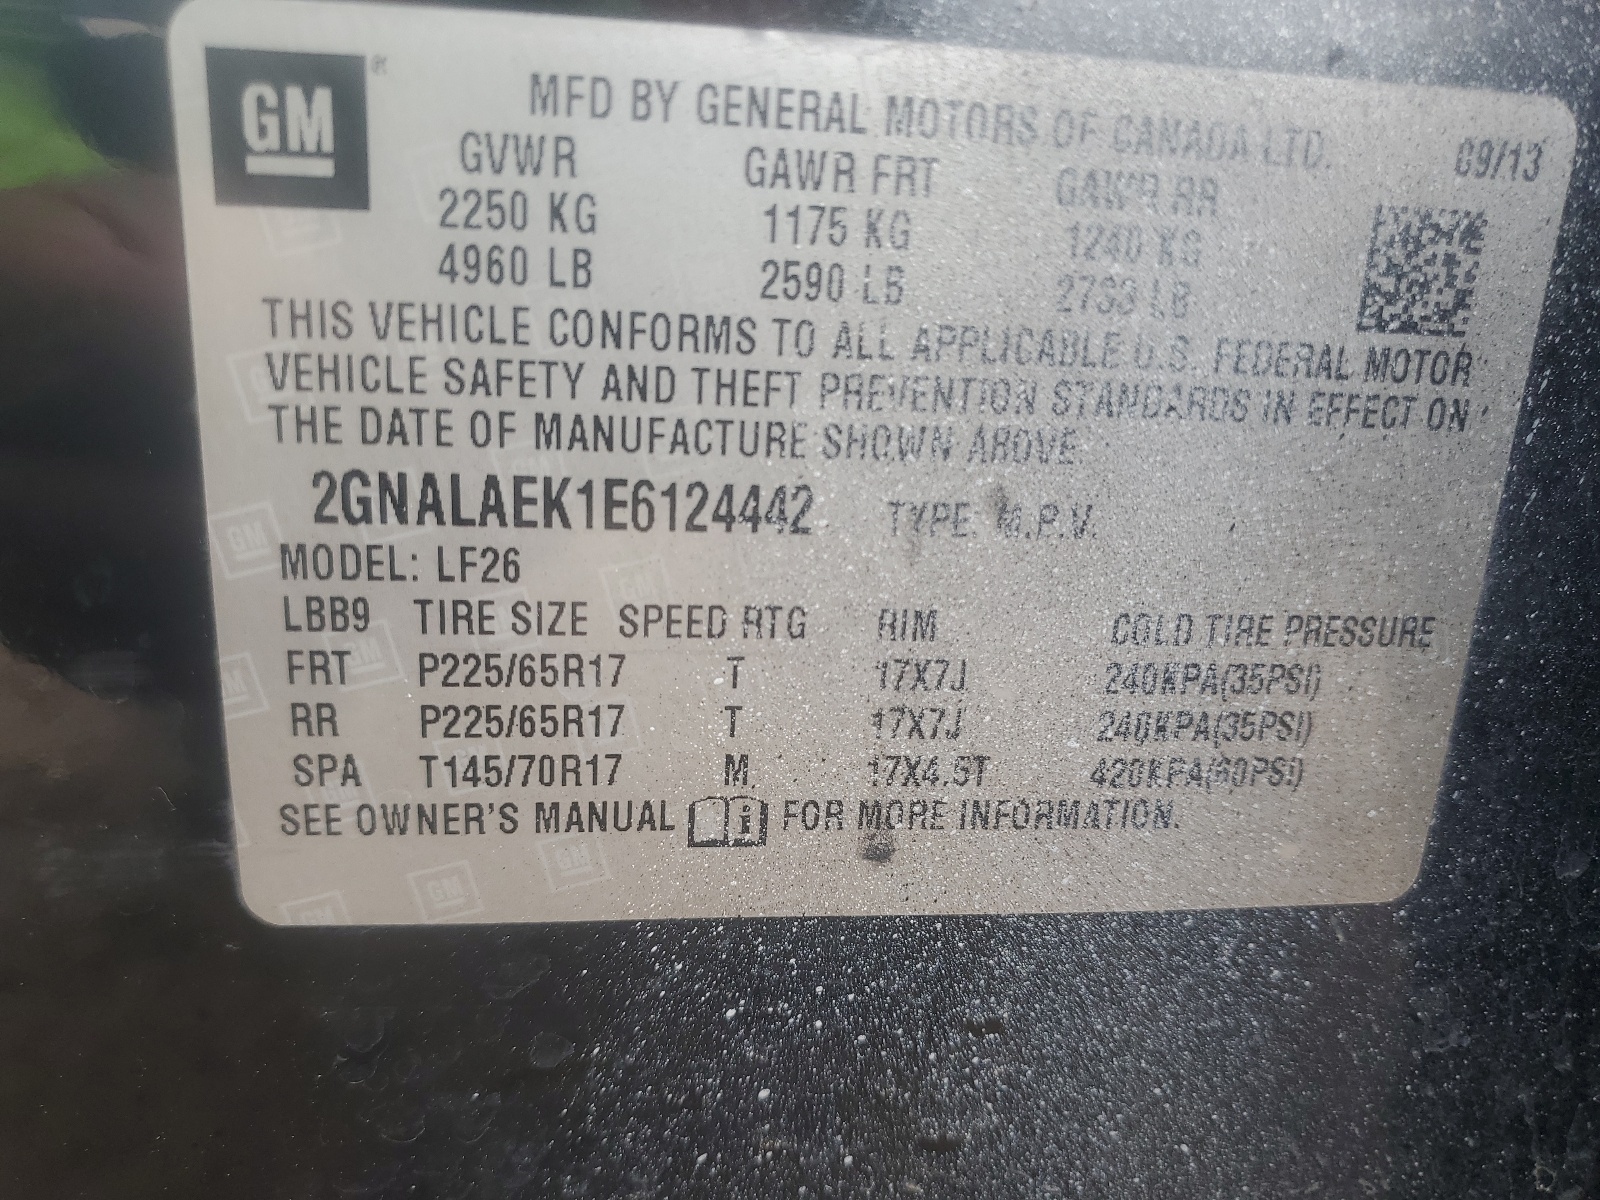 GM
MFD BY GENERAL MOTORS OF CANADA LTD. 09/13
GVWR GAWR FRT GAWR RR
2250 KG 1175 KG 1240 KG
4960 LB 2590 LB LB
THIS VEHICLE CONFORMS TO ALL APPLICABLE U.S. FEDERAL MOTOR
VEHICLE SAFETY AND THEFT PREVENTION STANDARDS IN EFFECT ON
THE DATE OF MANUFACTURE SHOWN ABOVE.
2GNALAEK1E6124442 TYPE: M.P.V.
MODEL: LF26
LBB9 TIRE SIZE SPEED RTG RIM COLD TIRE PRESSURE
FRT P225/65R17 T 17X7J 240KPA(35PSI)
RR P225/65R17 T 17X7J 240KPA(35PSI)
SPA T145/70R17 M 17X4.5T 420KPA(60PSI)
SEE OWNER'S MANUAL i FOR MORE INFORMATION.